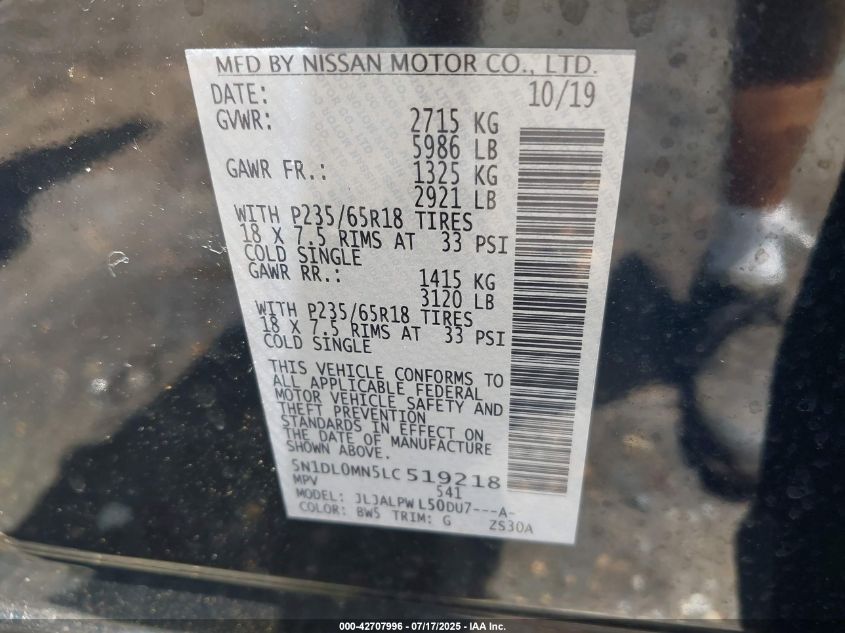 MFD BY NISSAN MOTOR CO., LTD.
DATE: 10/19
GVWR: 2715 KG
5986 LB
GAWR FR.: 1325 KG
2921 LB
WITH P235/65R18 TIRES
18 X 7.5 RIMS AT 33 PSI
COLD SINGLE
GAWR RR.: 1415 KG
3120 LB
WITH P235/65R18 TIRES
18 X 7.5 RIMS AT 33 PSI
COLD SINGLE
THIS VEHICLE CONFORMS TO
ALL APPLICABLE FEDERAL
MOTOR VEHICLE SAFETY AND
THEFT PREVENTION
STANDARDS IN EFFECT ON
THE DATE OF MANUFACTURE
SHOWN ABOVE.
5N1DL0MN5LC 519218
MPV 541
MODEL: JLJALPW L50DU7---A-
COLOR: BW5 TRIM: G ZS30A
000-42707996 - 07/17/2025 - IAA Inc.